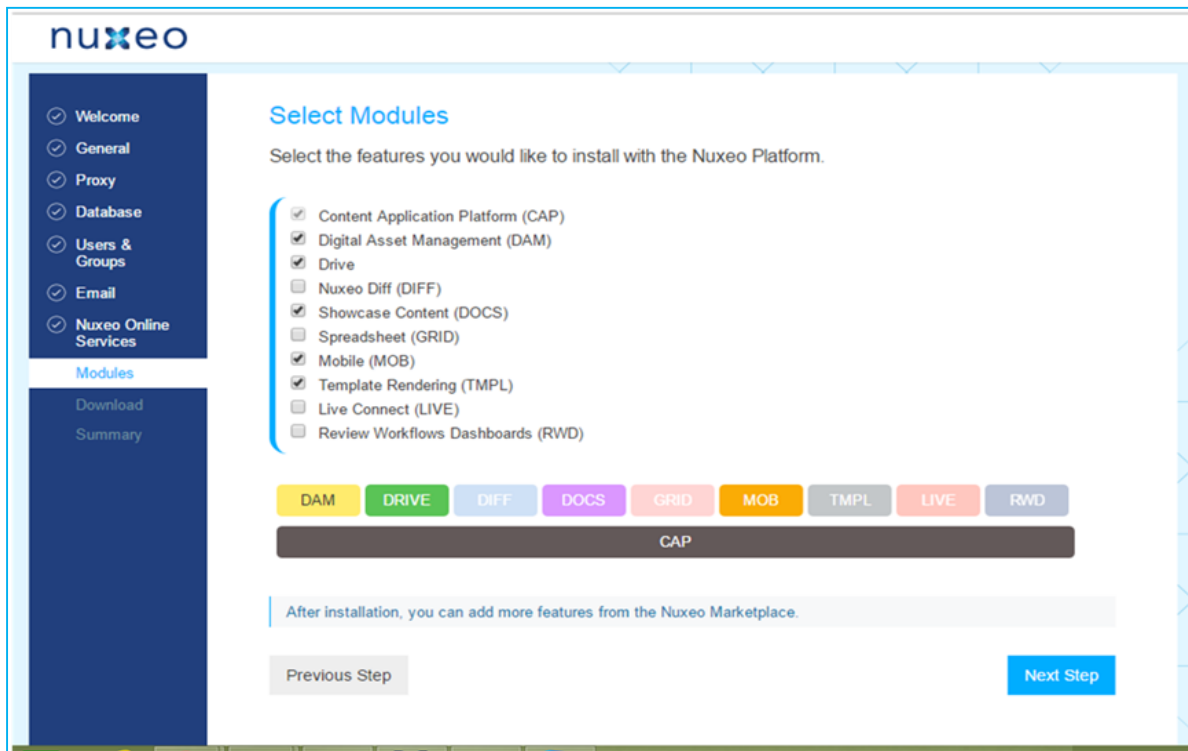 nuxeo
Welcome
General
Proxy
Database
Users &
Groups
Email
Nuxeo Online
Services
Modules
Download
Summary
Select Modules
Select the features you would like to install with the Nuxeo Platform.
Content Application Platform (CAP)
Digital Asset Management (DAM)
Drive
Nuxeo Diff (DIFF)
Showcase Content (DOCS)
Spreadsheet (GRID)
Mobile (MOB)
Template Rendering (TMPL)
Live Connect (LIVE)
Review Workflows Dashboards (RWD)
DAM DRIVE DIFF DOCS GRID MOB TMPL LIVE RWD
CAP
After installation, you can add more features from the Nuxeo Marketplace.
Previous Step
Next Step